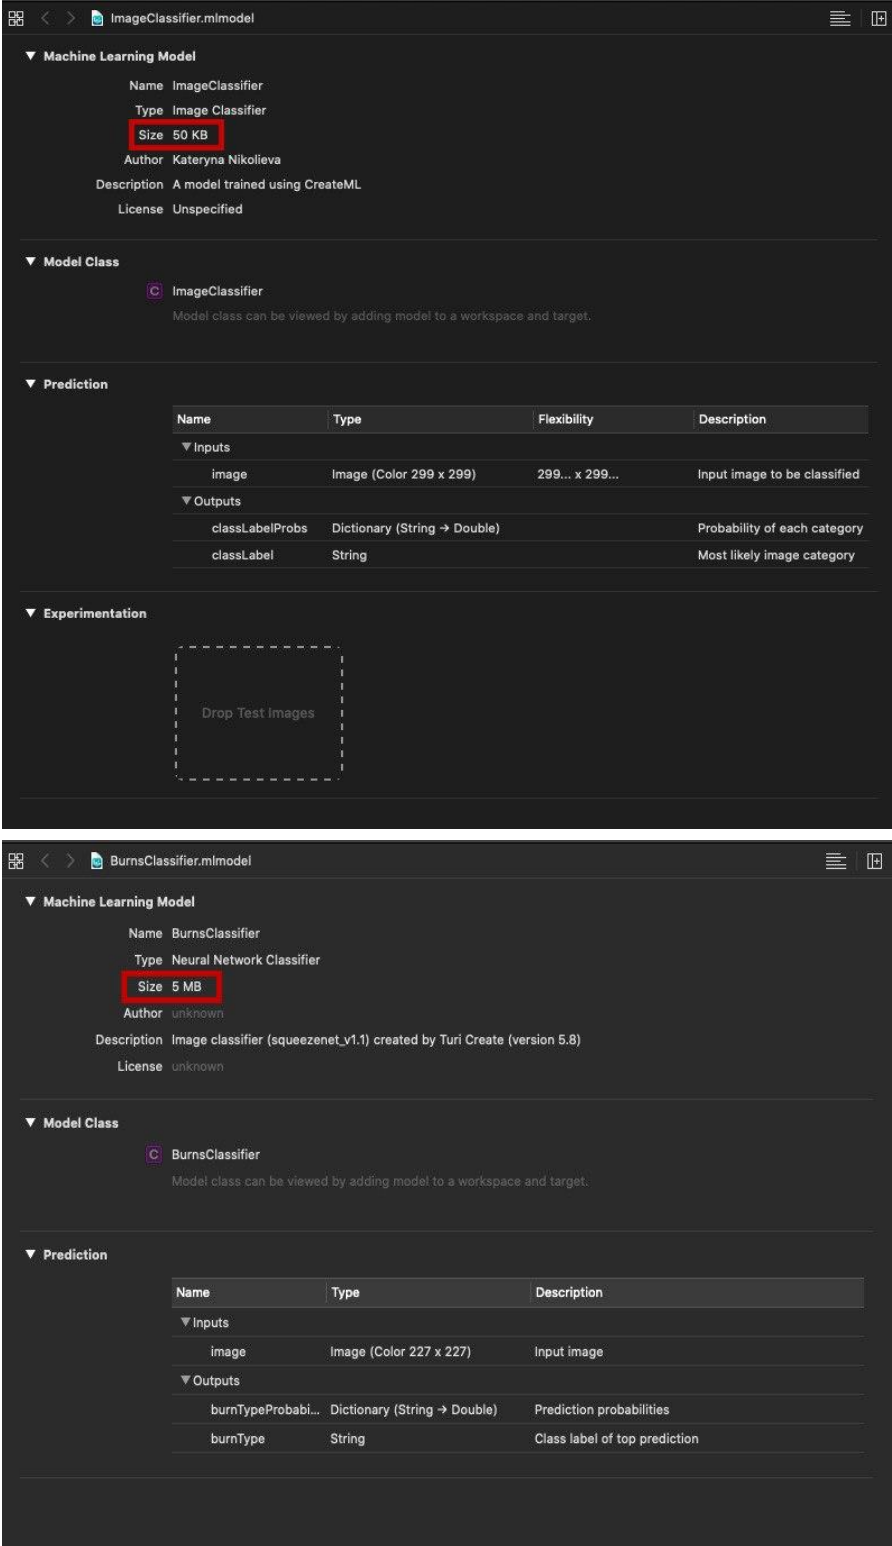 ImageClassifier.mlmodel
Machine Learning Model
Name ImageClassifier
Type Image Classifier
Size 50 KB
Author Kateryna Nikolieva
Description A model trained using CreateML
License Unspecified
Model Class
C ImageClassifier
Model class can be viewed by adding model to a workspace and target.
Prediction
Name Type Flexibility Description
Inputs
image Image (Color 299 x 299) 299... x 299... Input image to be classified
Outputs
classLabelProbs Dictionary (String → Double) Probability of each category
classLabel String Most likely image category
Experimentation
Drop Test Images
BurnsClassifier.mlmodel
Machine Learning Model
Name BurnsClassifier
Type Neural Network Classifier
Size 5 MB
Author unknown
Description Image classifier (squeezenet_v1.1) created by Turi Create (version 5.8)
License unknown
Model Class
C BurnsClassifier
Model class can be viewed by adding model to a workspace and target.
Prediction
Name Type Description
Inputs
image Image (Color 227 x 227) Input image
Outputs
burnTypeProbabi... Dictionary (String → Double) Prediction probabilities
burnType String Class label of top prediction